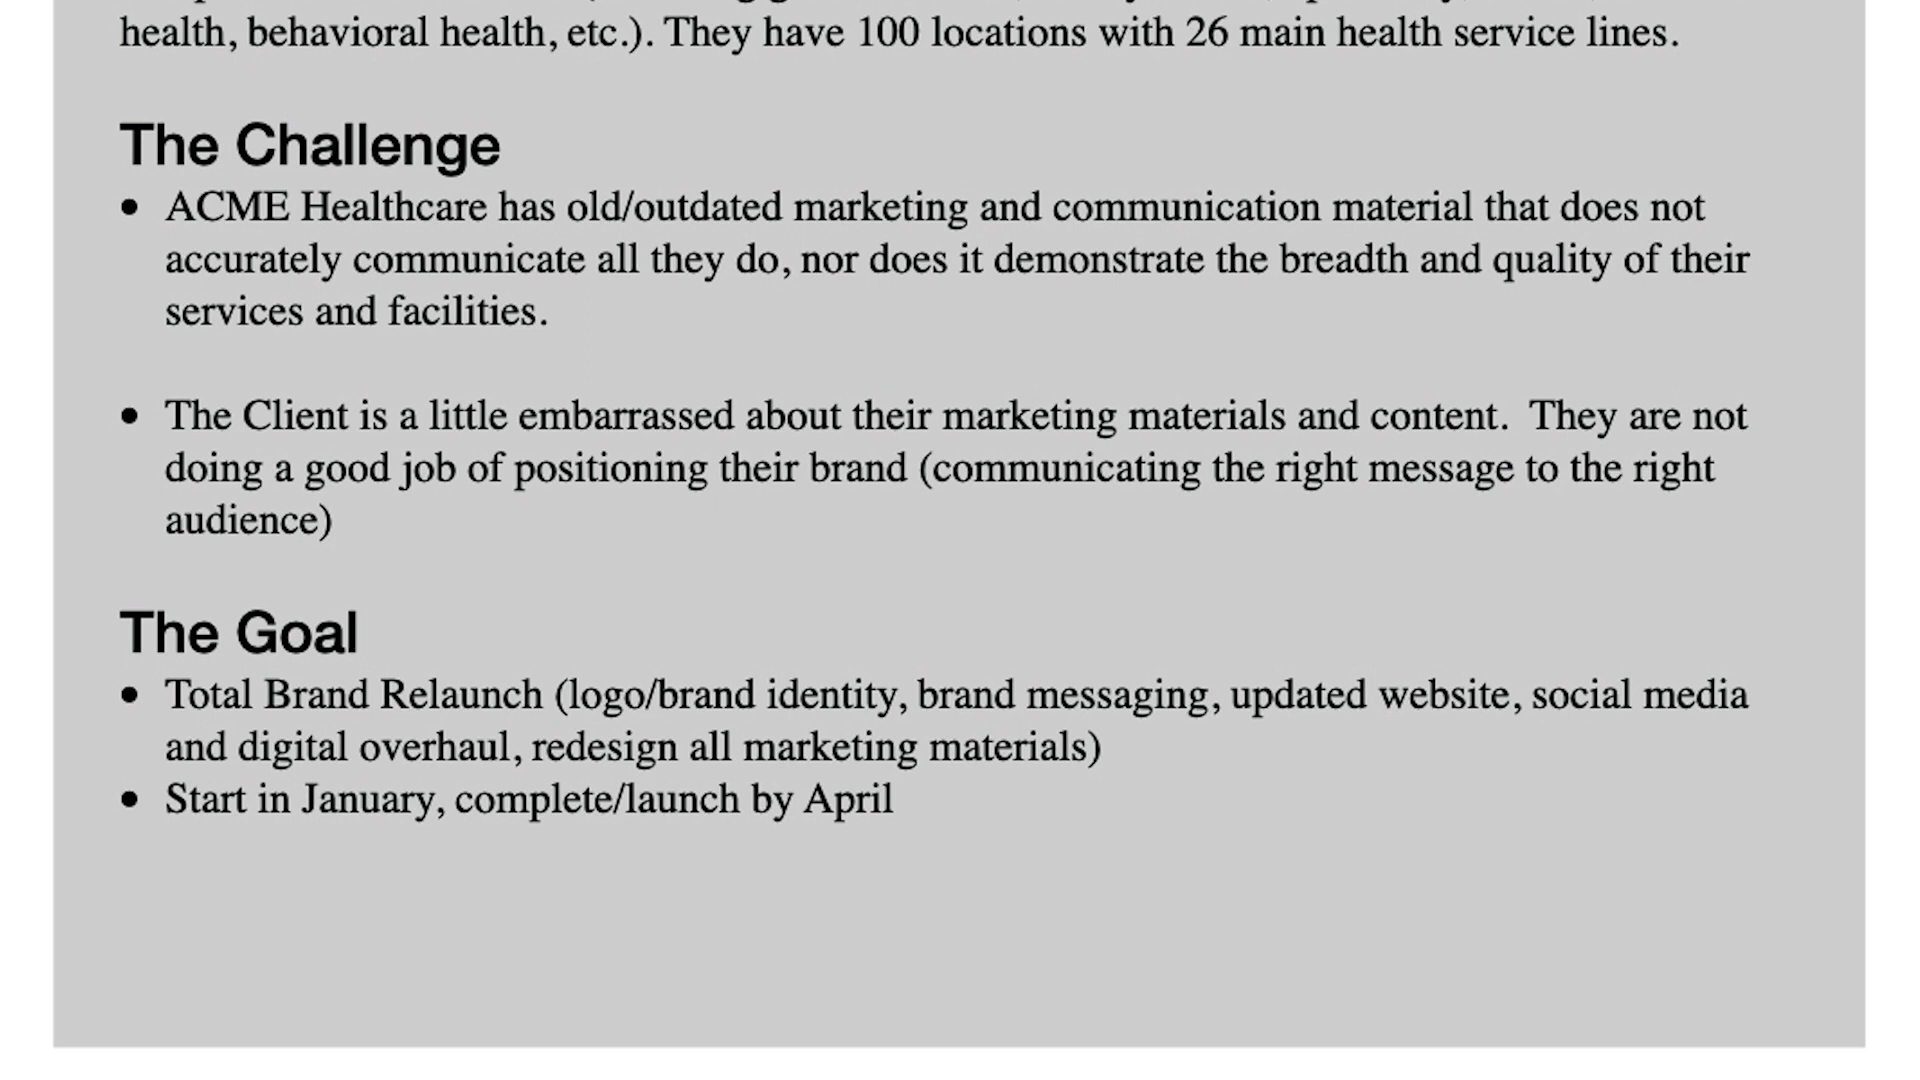 health, behavioral health, etc.). They have 100 locations with 26 main health service lines.
The Challenge
• ACME Healthcare has old/outdated marketing and communication material that does not
accurately communicate all they do, nor does it demonstrate the breadth and quality of their
services and facilities.
• The Client is a little embarrassed about their marketing materials and content.  They are not
doing a good job of positioning their brand (communicating the right message to the right
audience)
The Goal
• Total Brand Relaunch (logo/brand identity, brand messaging, updated website, social media
and digital overhaul, redesign all marketing materials)
• Start in January, complete/launch by April